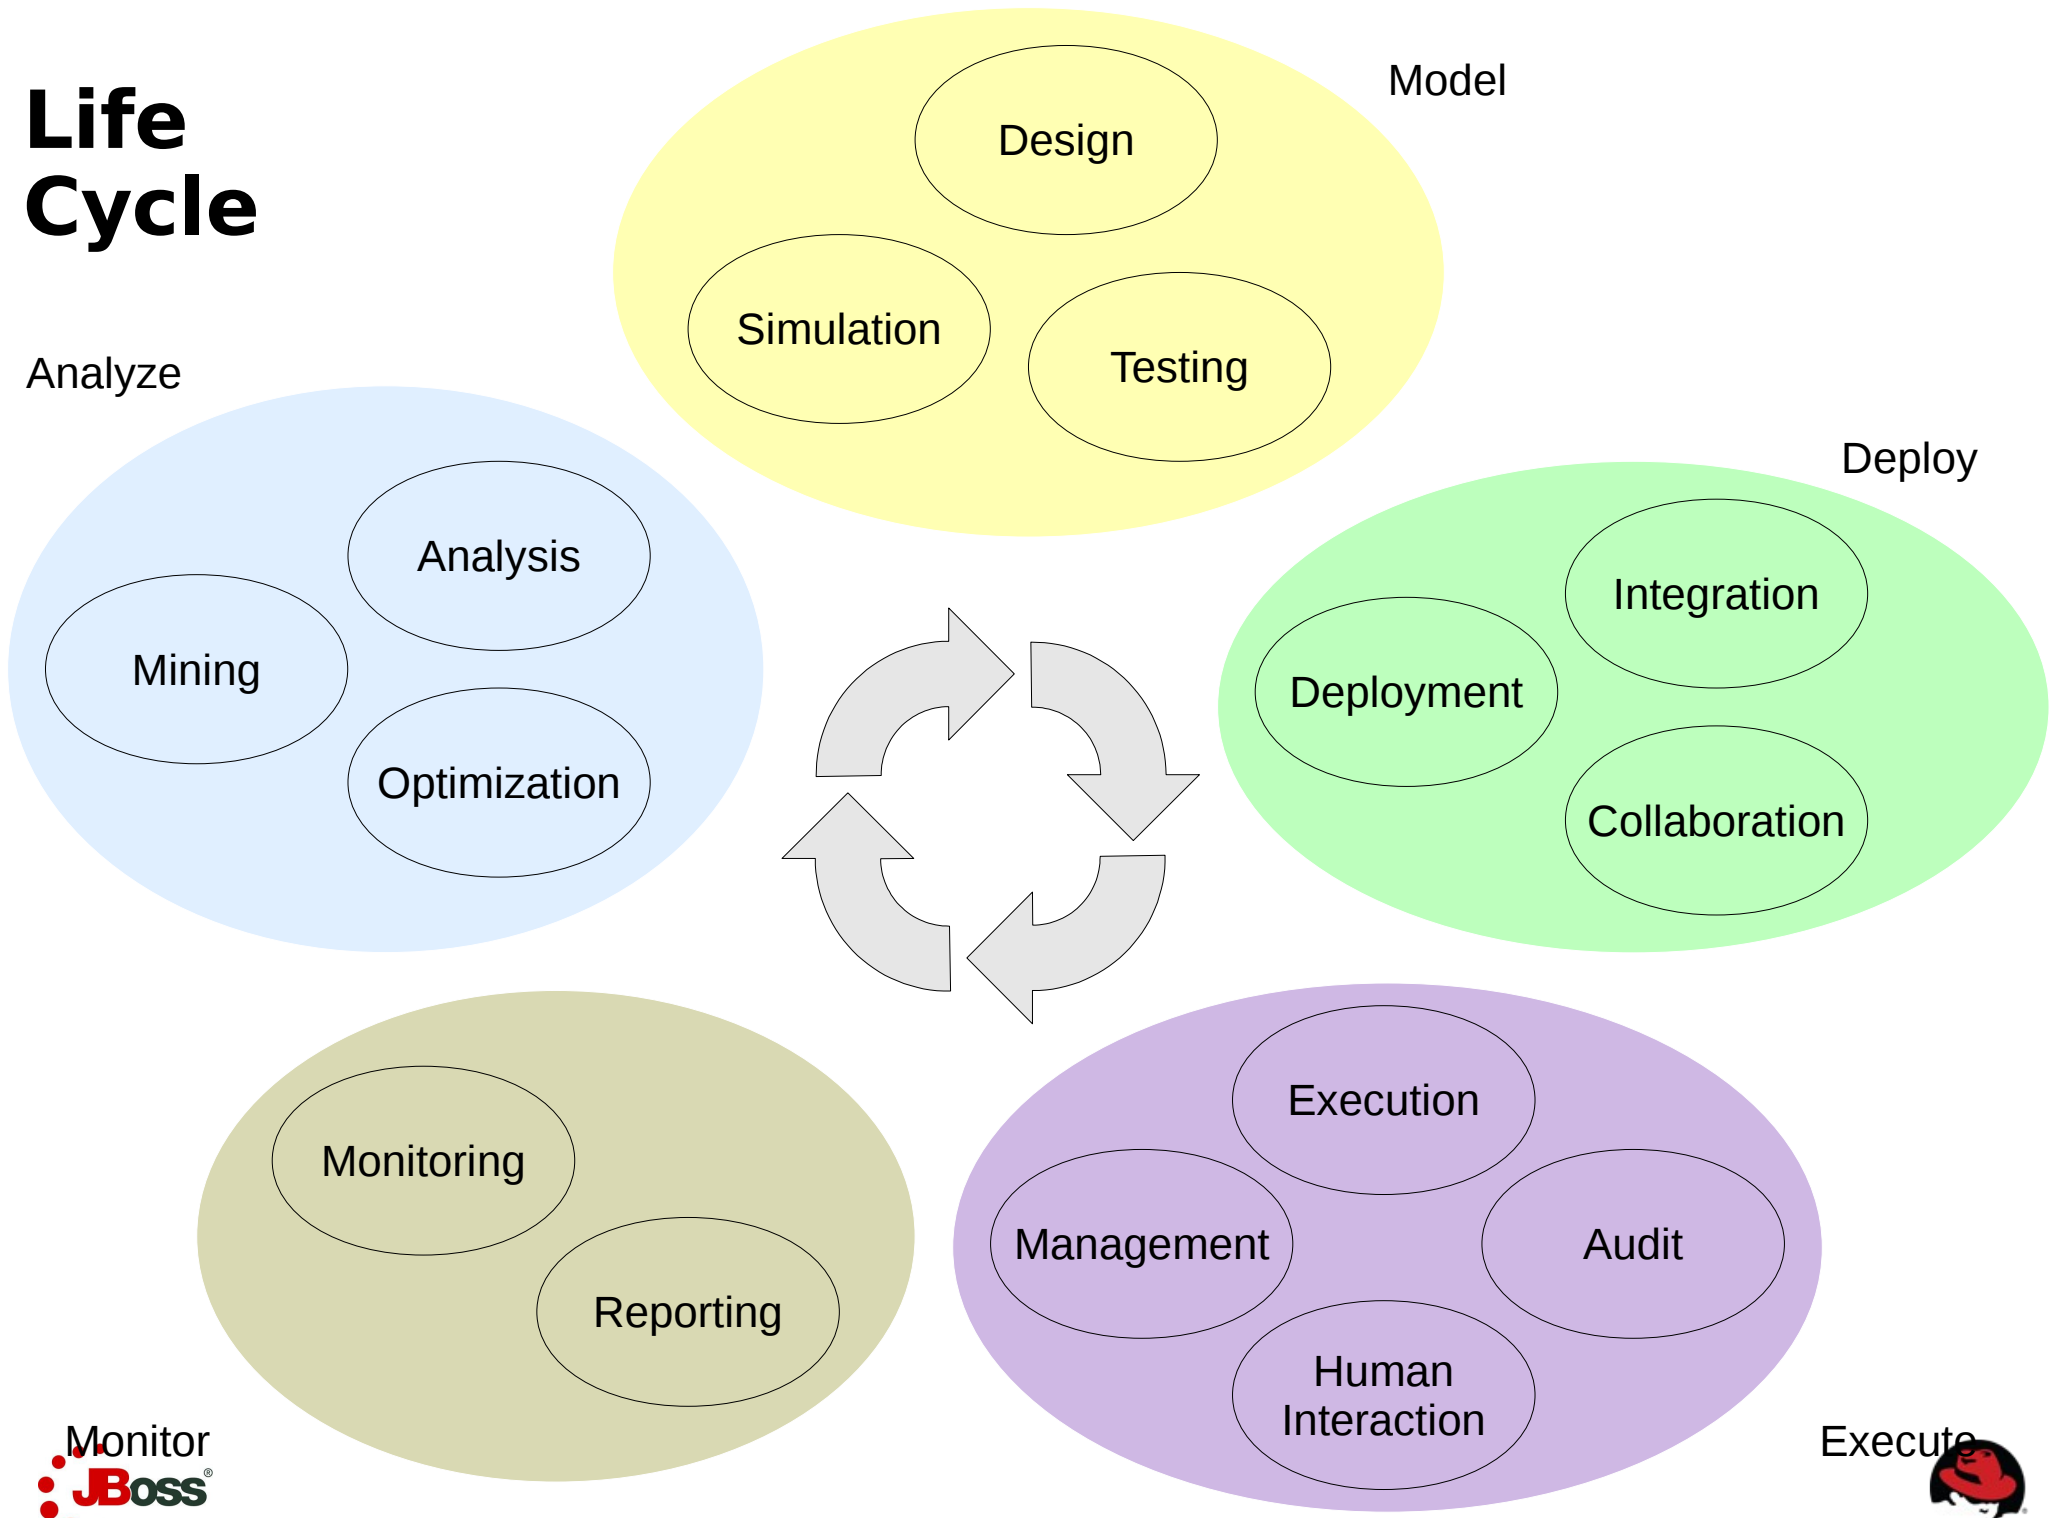 Life
Cycle
Model
Design
Simulation
Testing
Analyze
Analysis
Mining
Optimization
Deploy
Integration
Deployment
Collaboration
Monitoring
Reporting
Execution
Management
Audit
Human
Interaction
Monitor
Execute
JBoss®